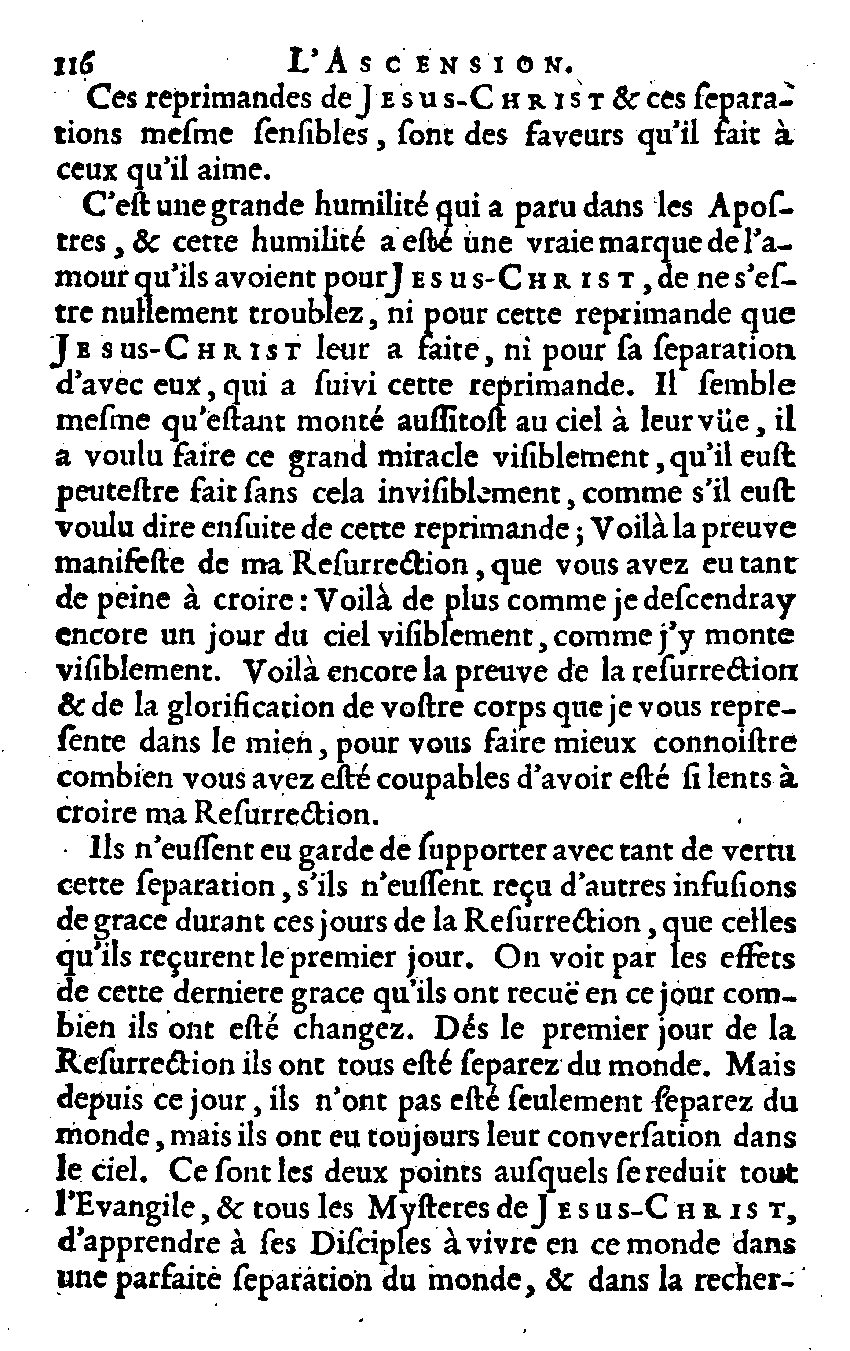 116 L'ASCENSION.
Ces reprimandes de JESUS-CHRIST & ces ſepara-
tions meſme ſenſibles, ſont des faveurs qu'il fait à
ceux qu'il aime.
C'eſt une grande humilité qui a paru dans les Apoſ-
tres, & cette humilité a eſté une vraie marque de l'a-
mour qu'ils avoient pour JESUS-CHRIST, de ne s'eſ-
tre nullement troublez, ni pour cette reprimande que
JESUS-CHRIST leur a faite, ni pour ſa ſeparation
d'avec eux, qui a ſuivi cette reprimande. Il ſemble
meſme qu'eſtant monté auſſitoſt au ciel à leur vüe, il
a voulu faire ce grand miracle viſiblement, qu'il euſt
peuteſtre fait ſans cela inviſiblement, comme s'il euſt
voulu dire enſuite de cette reprimande; Voilà la preuve
manifeſte de ma Reſurrection, que vous avez eu tant
de peine à croire: Voilà de plus comme je deſcendray
encore un jour du ciel viſiblement, comme j'y monte
viſiblement. Voilà encore la preuve de la reſurrection
& de la glorification de voſtre corps que je vous repre-
ſente dans le mien, pour vous faire mieux connoiſtre
combien vous avez eſté coupables d'avoir eſté ſi lents à
croire ma Reſurrection.
Ils n'euſſent eu garde de ſupporter avec tant de vertu
cette ſeparation, s'ils n'euſſent reçu d'autres infuſions
de grace durant ces jours de la Reſurrection, que celles
qu'ils reçurent le premier jour. On voit par les effets
de cette derniere grace qu'ils ont recuë en ce jour com-
bien ils ont eſté changez. Dés le premier jour de la
Reſurrection ils ont tous eſté ſeparez du monde. Mais
depuis ce jour, ils n'ont pas eſté ſeulement ſeparez du
monde, mais ils ont eu toujours leur converſation dans
le ciel. Ce ſont les deux points auſquels ſe reduit tout
l'Evangile, & tous les Myſteres de JESUS-CHRIST,
d'apprendre à ſes Diſciples à vivre en ce monde dans
une parfaite ſeparation du monde, & dans la recher-